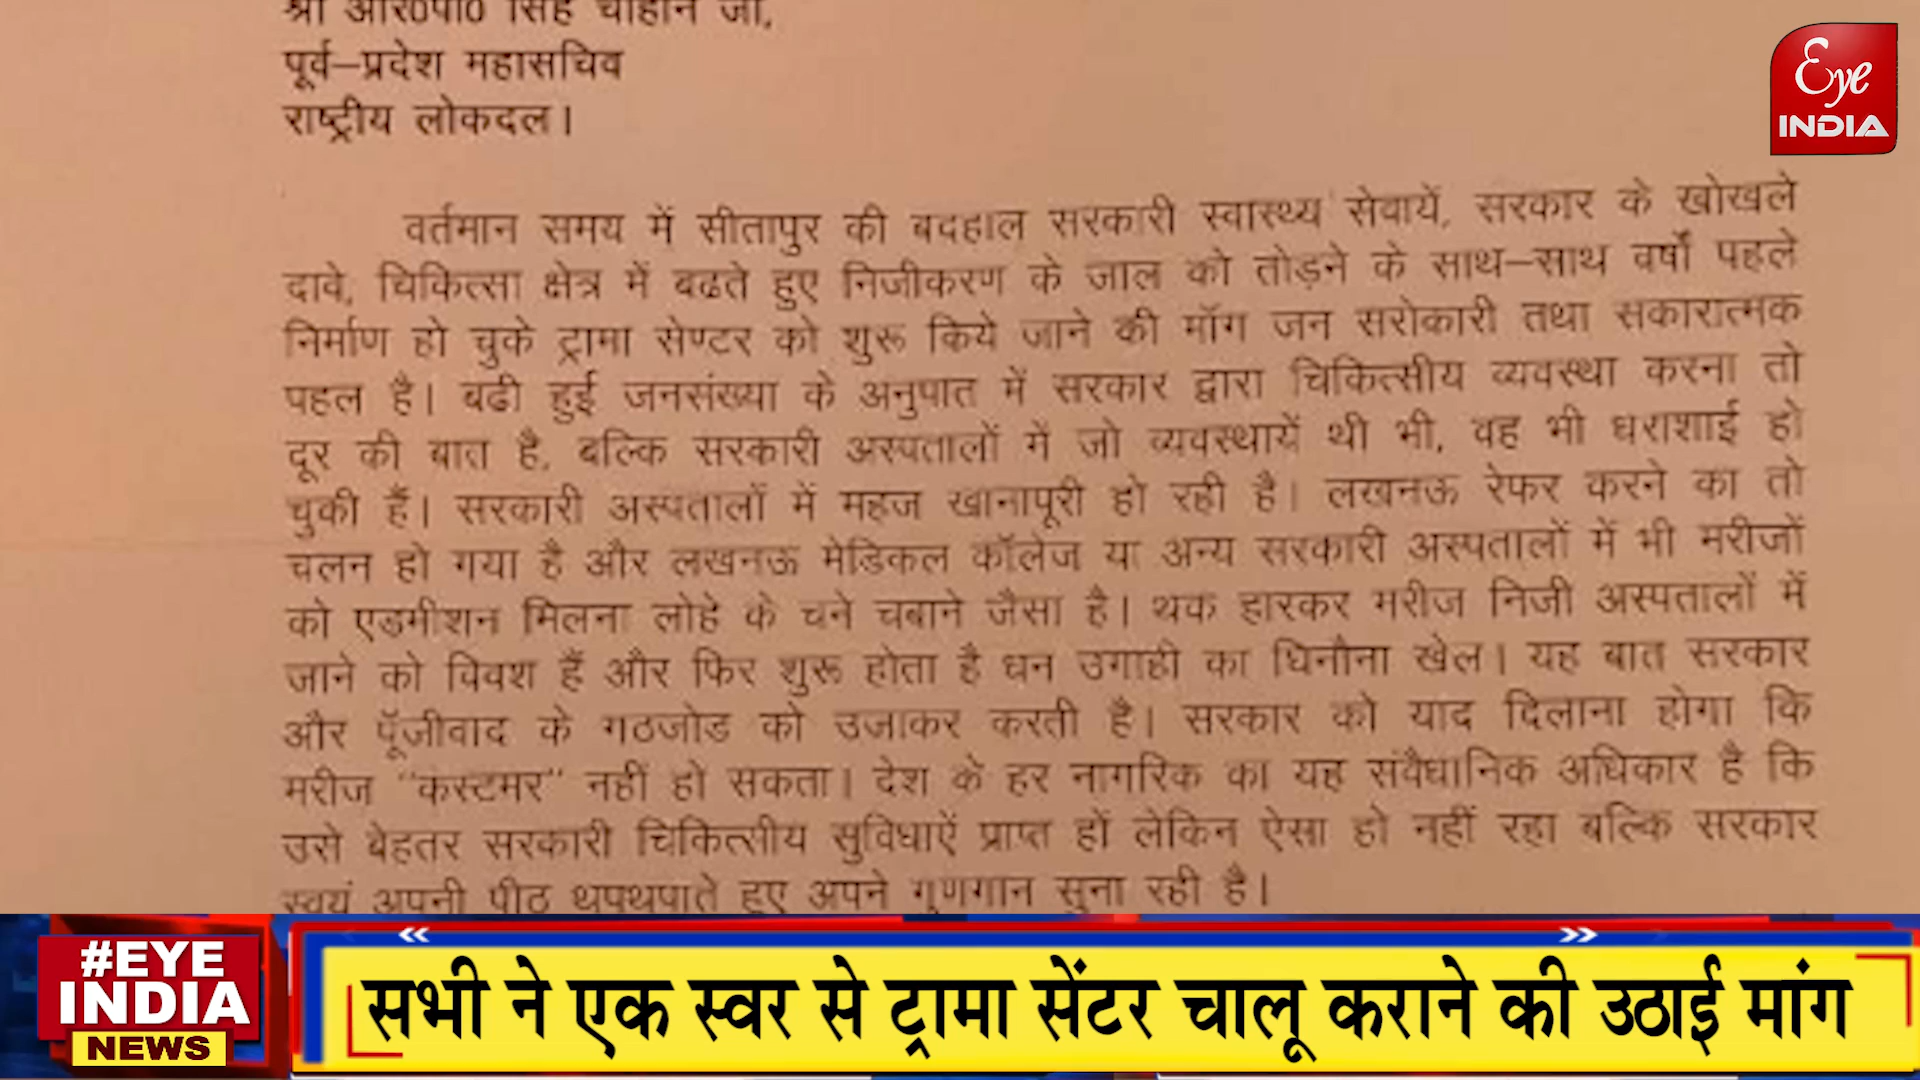 श्री आर0पी0 सिंह चौहान जी,
पूर्व–प्रदेश महासचिव
राष्ट्रीय लोकदल।
वर्तमान समय में सीतापुर की बदहाल सरकारी स्वास्थ्य सेवायें, सरकार के खोखले
दावे, चिकित्सा क्षेत्र में बढते हुए निजीकरण के जाल को तोड़ने के साथ–साथ वर्षों पहले
निर्माण हो चुके ट्रामा सेण्टर को शुरू किये जाने की मॉग जन सरोकारी तथा सकारात्मक
पहल है। बढी हुई जनसंख्या के अनुपात में सरकार द्वारा चिकित्सीय व्यवस्था करना तो
दूर की बात है, बल्कि सरकारी अस्पतालों में जो व्यवस्थायें थी भी, वह भी धराशाई हो
चुकी हैं। सरकारी अस्पतालों में महज खानापूरी हो रही है। लखनऊ रेफर करने का तो
चलन हो गया है और लखनऊ मेडिकल कॉलेज या अन्य सरकारी अस्पतालों में भी मरीजों
को एडमीशन मिलना लोहे के चने चबाने जैसा है। थक हारकर मरीज निजी अस्पतालों में
जाने को विवश हैं और फिर शुरू होता है धन उगाही का घिनौना खेल। यह बात सरकार
और पूॅजीवाद के गठजोड को उजाकर करती है। सरकार को याद दिलाना होगा कि
मरीज "कस्टमर" नहीं हो सकता। देश के हर नागरिक का यह संवैधानिक अधिकार है कि
उसे बेहतर सरकारी चिकित्सीय सुविधाऐं प्राप्त हों लेकिन ऐसा हो नहीं रहा बल्कि सरकार
स्वयं अपनी पीठ थपथपाते हुए अपने गुणगान सुना रही है।
Eye
INDIA
#EYE
INDIA
NEWS
सभी ने एक स्वर से ट्रामा सेंटर चालू कराने की उठाई मांग